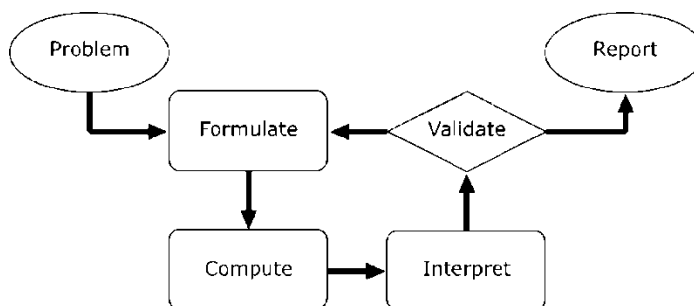 Problem
Report
Formulate
Validate
Compute
Interpret